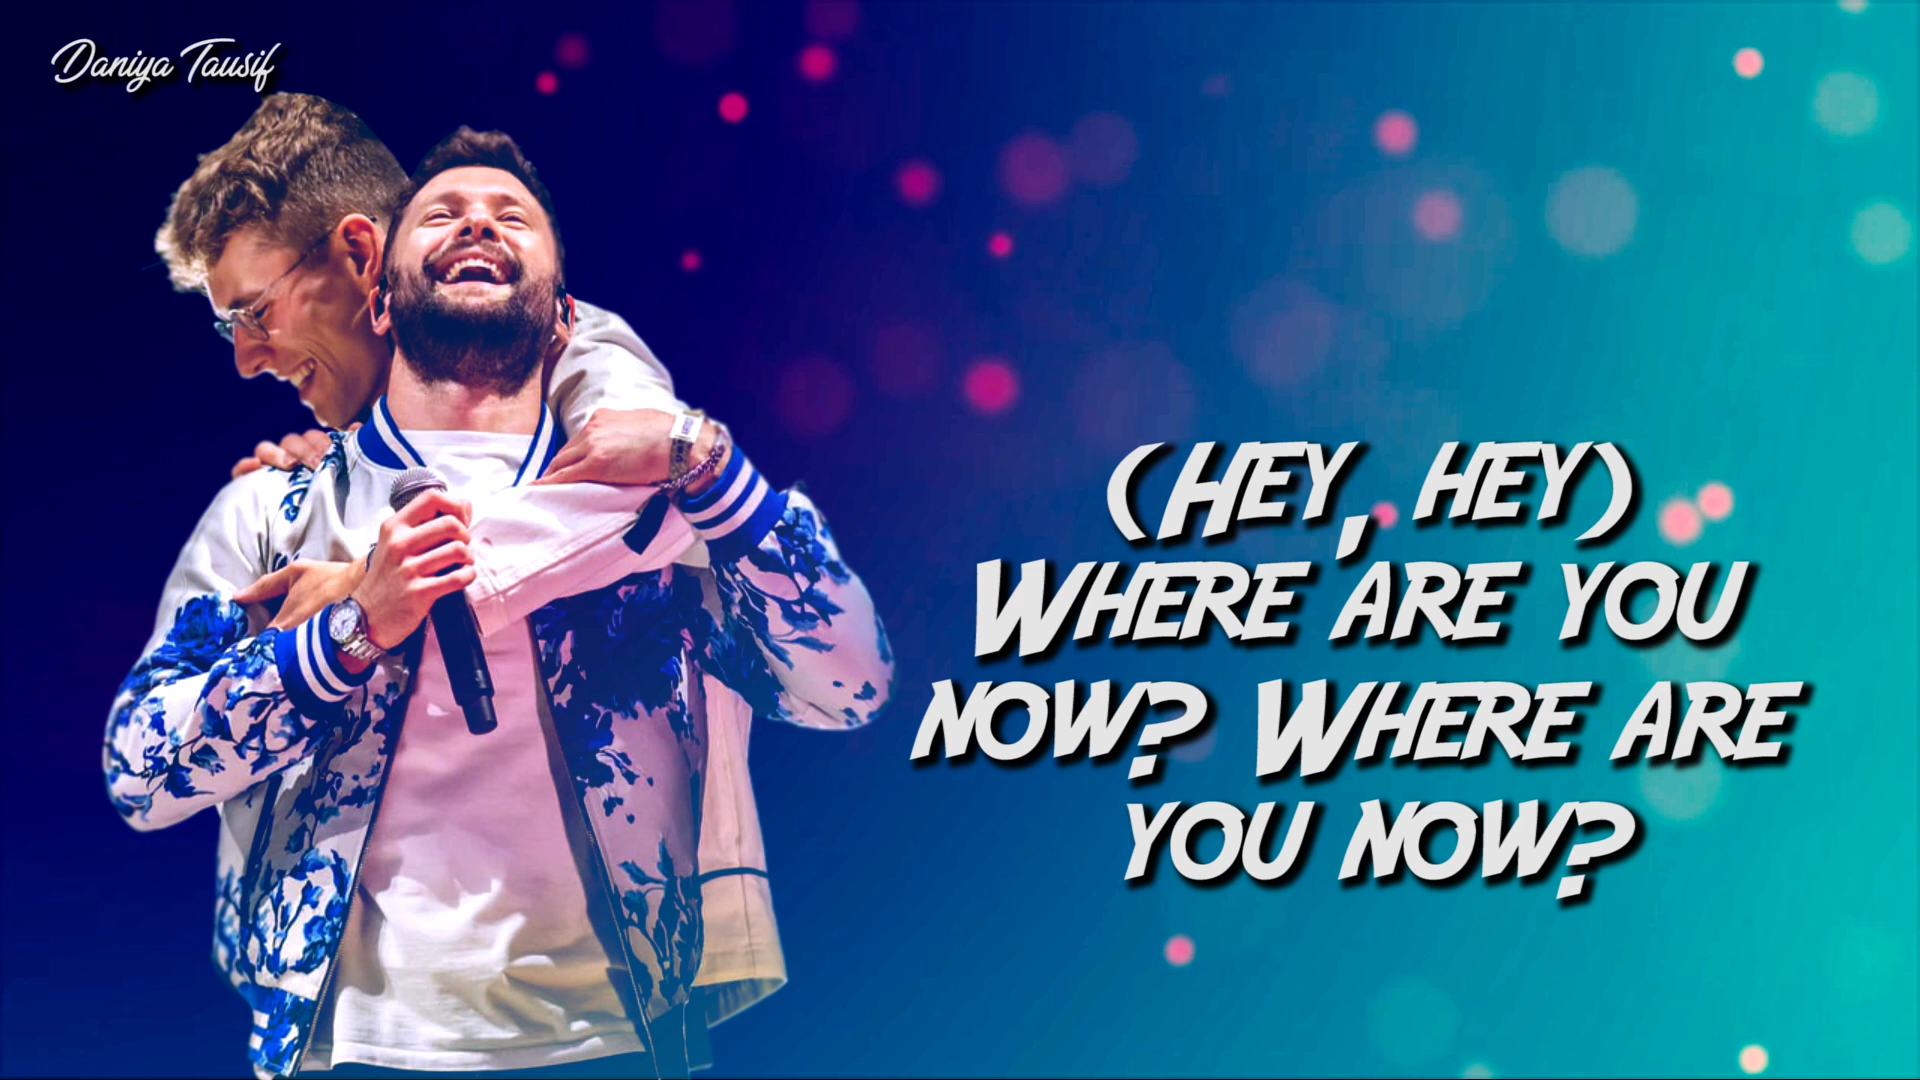 Daniya Tausif
(Hey, hey)
Where are you
now? Where are
you now?